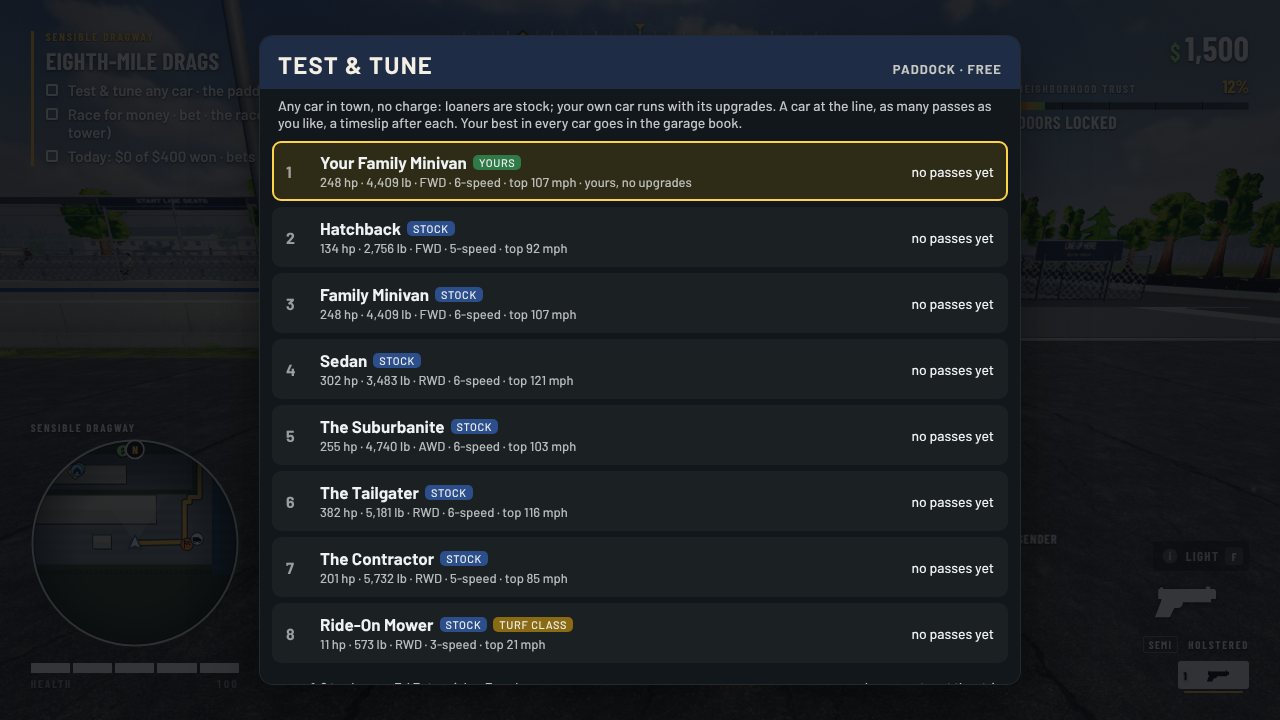 SENSIBLE DRAGWAY
EIGHTH-MILE DRAGS
Test & tune any car · the padd
Race for money · bet · the race
tower)
Today: $0 of $400 won · bets
$1,500
NEIGHBORHOOD TRUST 12%
DOORS LOCKED
TEST & TUNE
PADDOCK · FREE
Any car in town, no charge: loaners are stock; your own car runs with its upgrades. A car at the line, as many passes as
you like, a timeslip after each. Your best in every car goes in the garage book.
1 Your Family Minivan YOURS
248 hp · 4,409 lb · FWD · 6-speed · top 107 mph · yours, no upgrades
no passes yet
2 Hatchback STOCK
134 hp · 2,756 lb · FWD · 5-speed · top 92 mph
no passes yet
3 Family Minivan STOCK
248 hp · 4,409 lb · FWD · 6-speed · top 107 mph
no passes yet
4 Sedan STOCK
302 hp · 3,483 lb · RWD · 6-speed · top 121 mph
no passes yet
5 The Suburbanite STOCK
255 hp · 4,740 lb · AWD · 6-speed · top 103 mph
no passes yet
6 The Tailgater STOCK
382 hp · 5,181 lb · RWD · 6-speed · top 116 mph
no passes yet
7 The Contractor STOCK
201 hp · 5,732 lb · RWD · 5-speed · top 85 mph
no passes yet
8 Ride-On Mower STOCK TURF CLASS
11 hp · 573 lb · RWD · 3-speed · top 21 mph
no passes yet
LINE UP HERE
SENSIBLE DRAGWAY
N
HEALTH 100
ENDER
LIGHT F
SEMI HOLSTERED
1